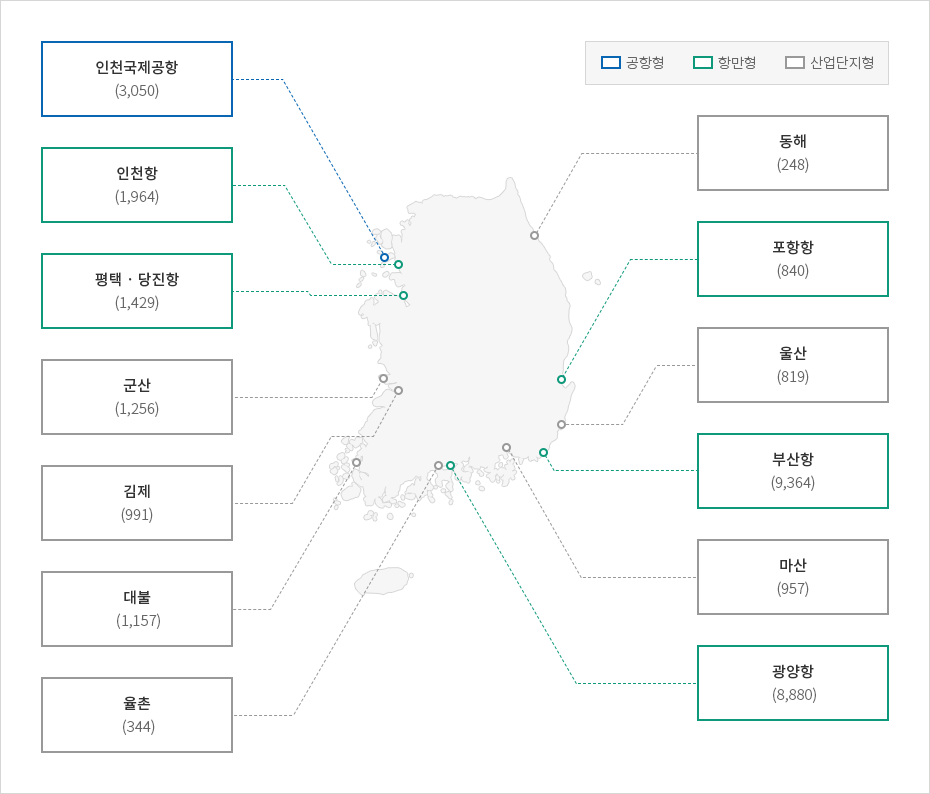 공항형
항만형
산업단지형
인천국제공항
(3,050)
인천항
(1,964)
평택 · 당진항
(1,429)
군산
(1,256)
김제
(991)
대불
(1,157)
율촌
(344)
동해
(248)
포항항
(840)
울산
(819)
부산항
(9,364)
마산
(957)
광양항
(8,880)